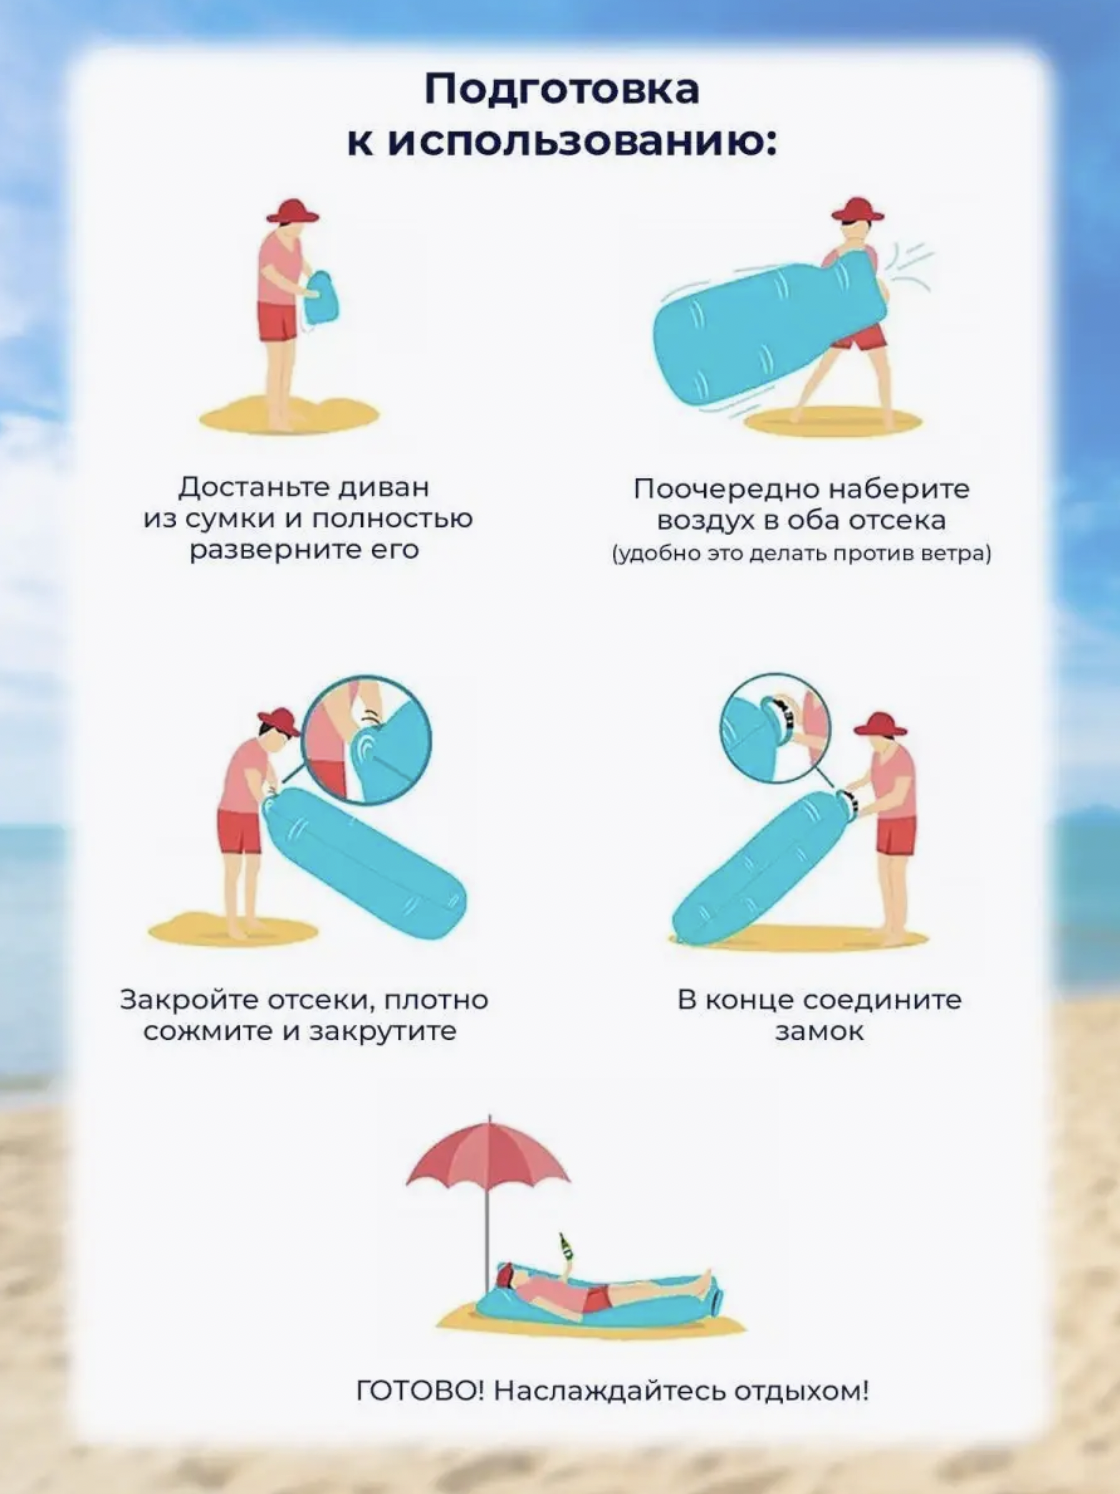 Подготовка
к использованию:
Достаньте диван
из сумки и полностью
разверните его
Поочередно наберите
воздух в оба отсека
(удобно это делать против ветра)
Закройте отсеки, плотно
сожмите и закрутите
В конце соедините
замок
ГОТОВО! Наслаждайтесь отдыхом!